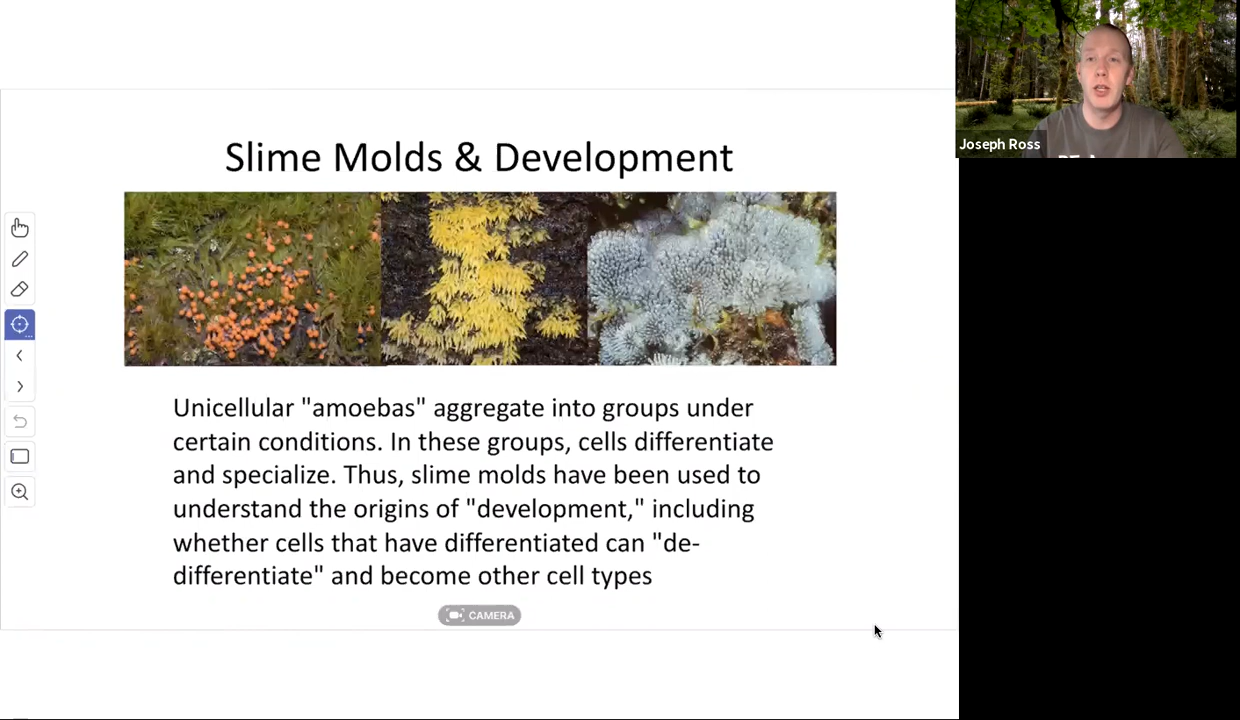 Slime Molds & Development
Unicellular "amoebas" aggregate into groups under
certain conditions. In these groups, cells differentiate
and specialize. Thus, slime molds have been used to
understand the origins of "development," including
whether cells that have differentiated can "de-
differentiate" and become other cell types
CAMERA
Joseph Ross